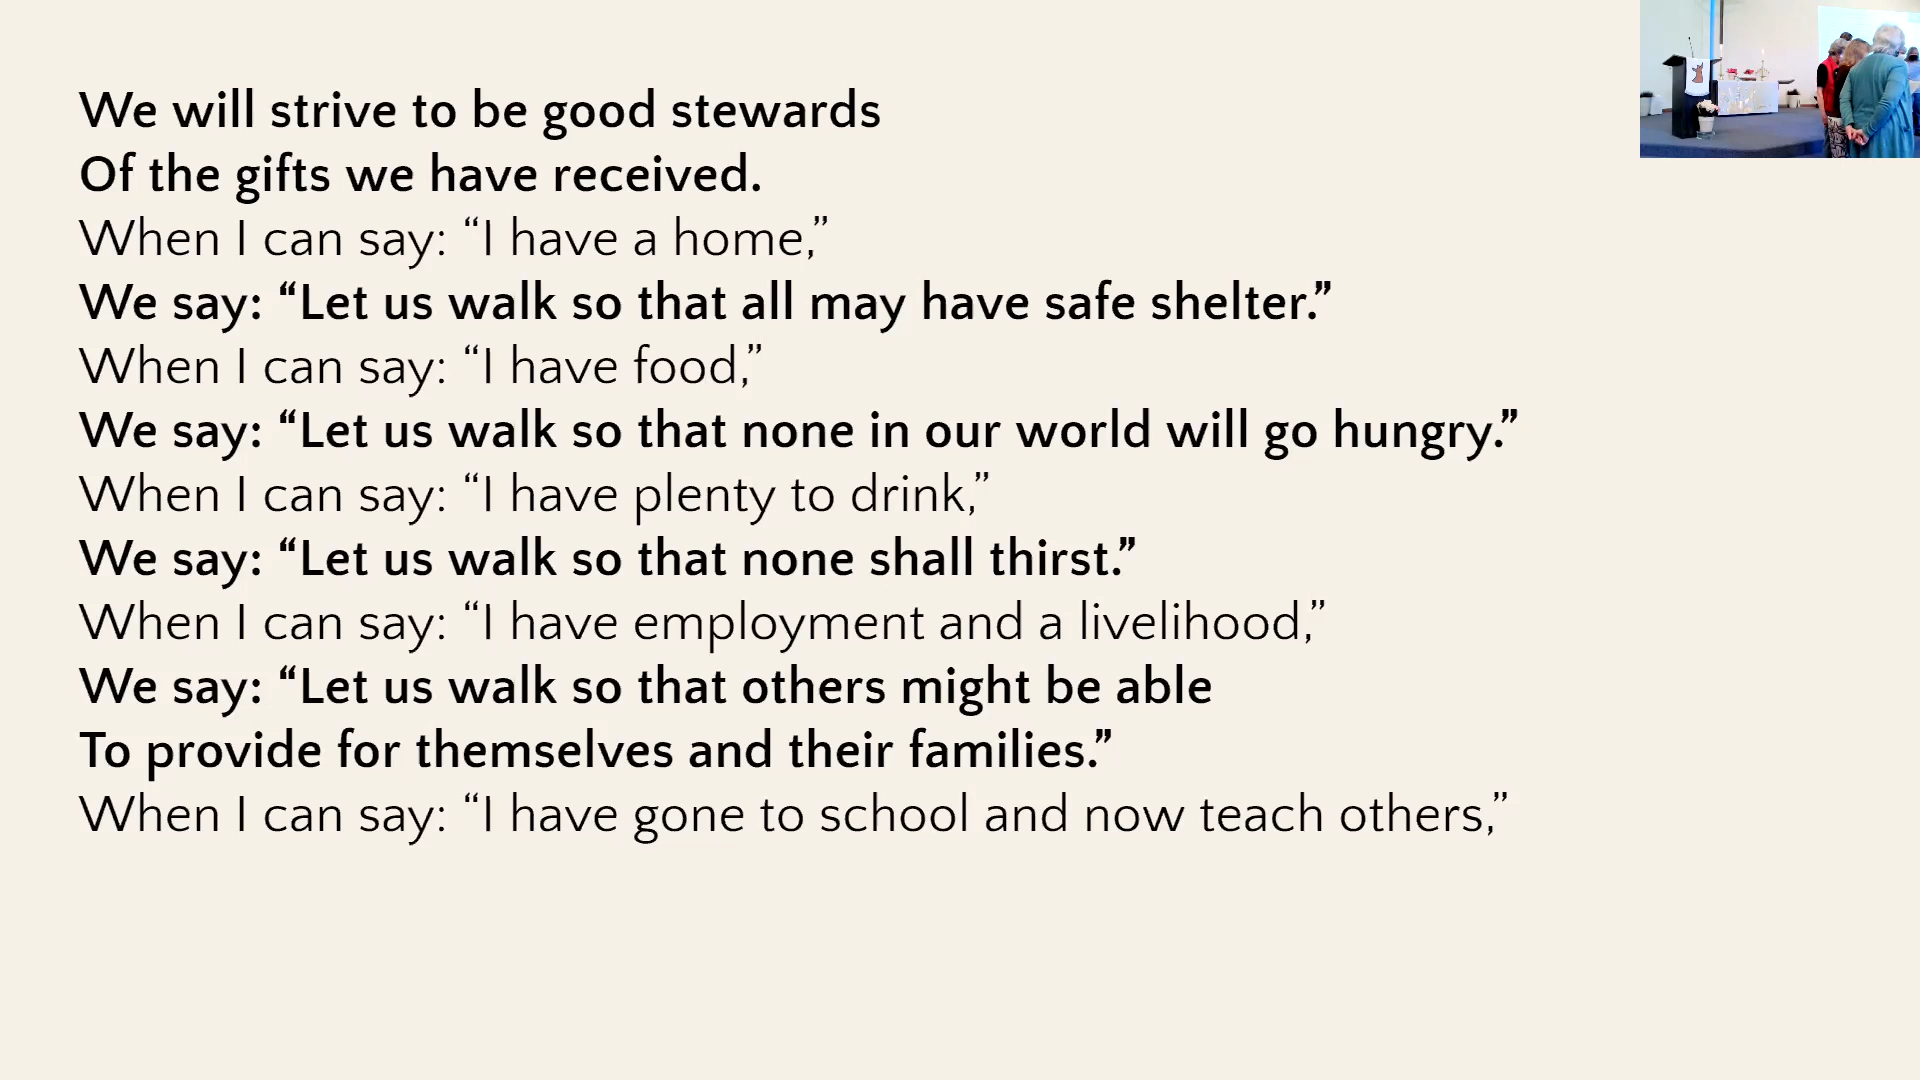 We will strive to be good stewards
Of the gifts we have received.
When I can say: “I have a home,”
We say: “Let us walk so that all may have safe shelter.”
When I can say: “I have food,”
We say: “Let us walk so that none in our world will go hungry.”
When I can say: “I have plenty to drink,”
We say: “Let us walk so that none shall thirst.”
When I can say: “I have employment and a livelihood,”
We say: “Let us walk so that others might be able
To provide for themselves and their families.”
When I can say: “I have gone to school and now teach others,”